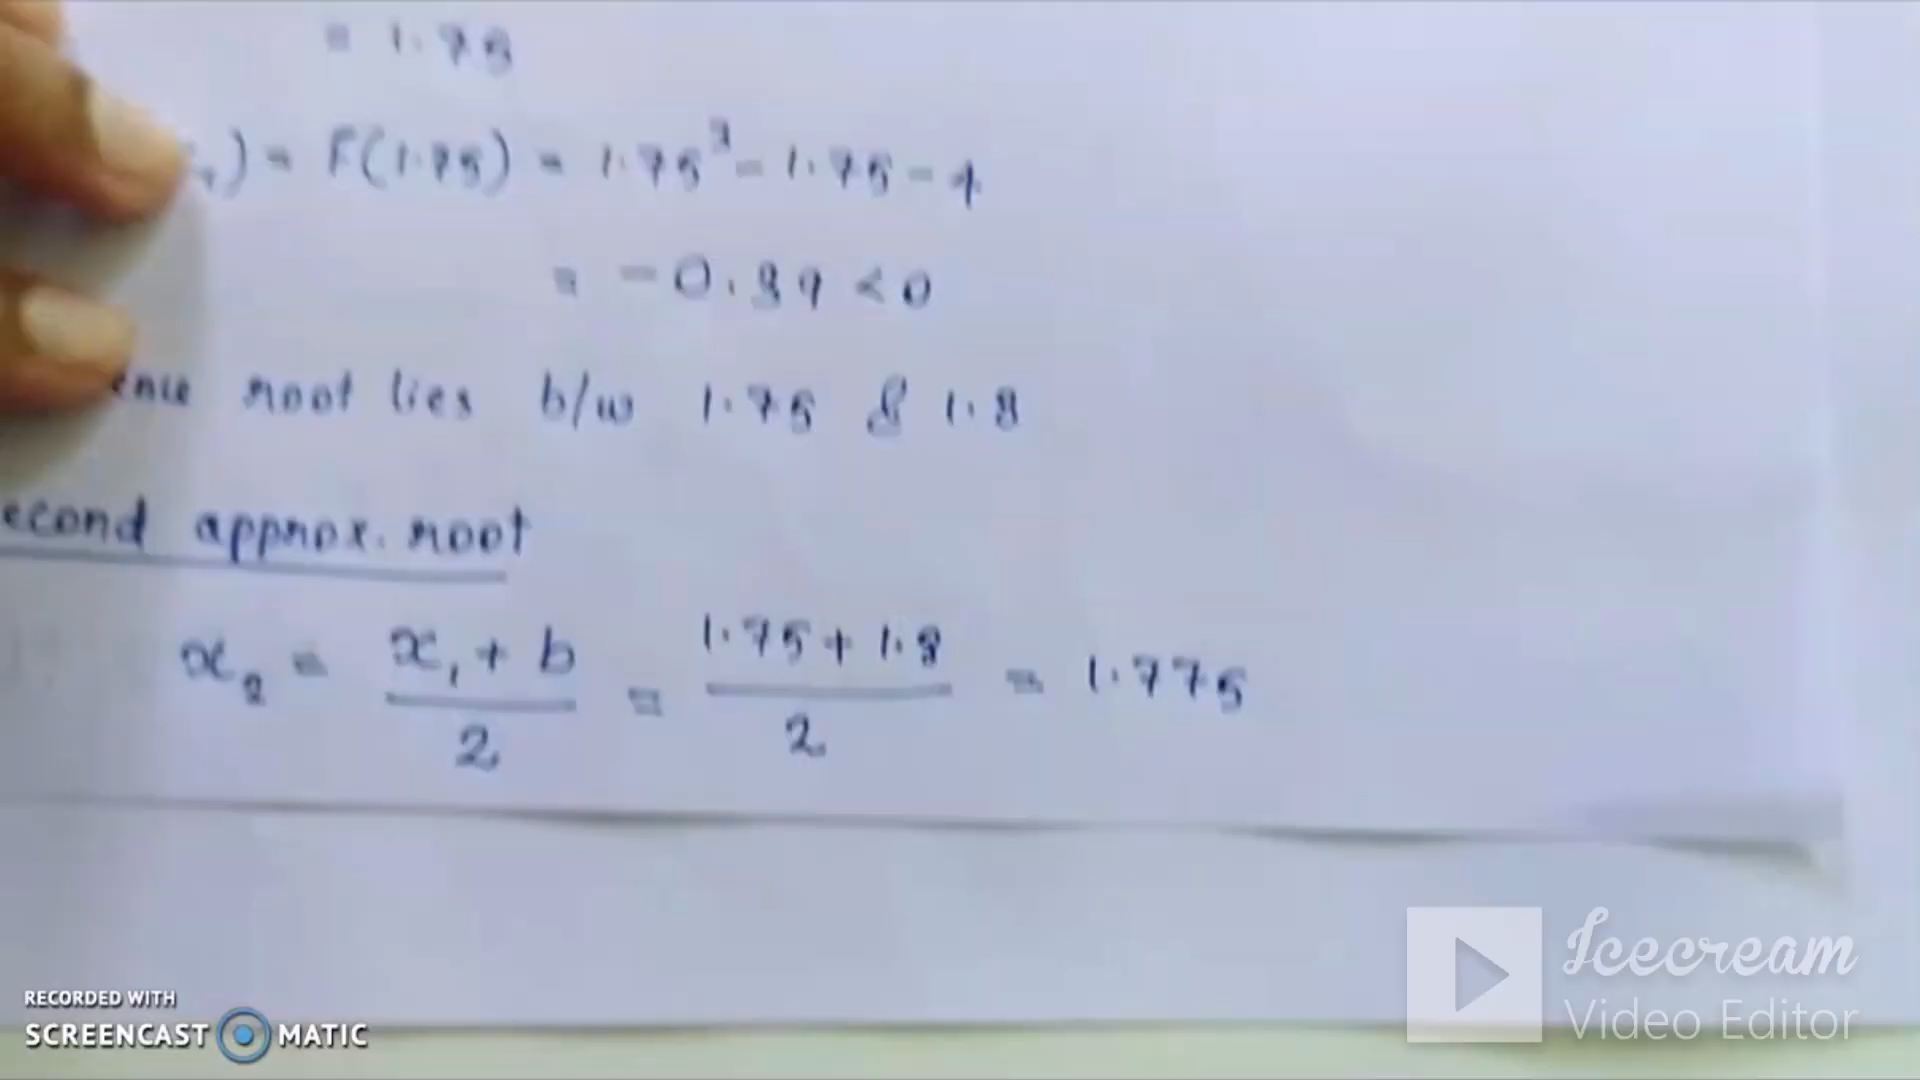 = 1.75
) = F(1.75) = 1.75³ - 1.75 - 4
= -0.39 < 0
ence root lies b/w 1.75 & 1.8
econd approx. root
x₂ = (x₁ + b)/2 = (1.75 + 1.8)/2 = 1.775
Icecream
Video Editor
RECORDED WITH
SCREENCAST MATIC